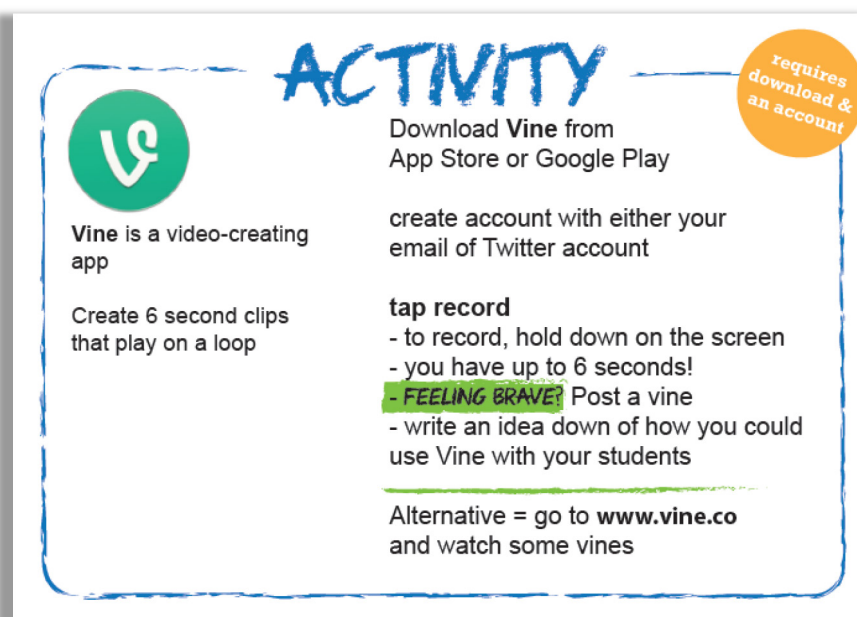 ACTIVITY
requires
download &
an account
Vine is a video-creating
app
Create 6 second clips
that play on a loop
Download Vine from
App Store or Google Play
create account with either your
email of Twitter account
tap record
- to record, hold down on the screen
- you have up to 6 seconds!
- FEELING BRAVE? Post a vine
- write an idea down of how you could
use Vine with your students
Alternative = go to www.vine.co
and watch some vines